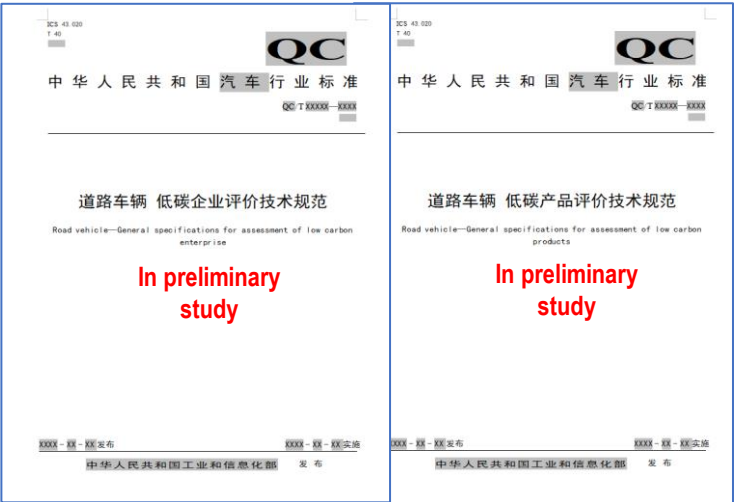 ICS 43.020
T 40
QC
中华人民共和国汽车行业标准
QC/T XXXXX—XXXX
道路车辆 低碳企业评价技术规范
Road vehicle—General specifications for assessment of low carbon
enterprise
In preliminary
study
XXXX-XX-XX发布
XXXX-XX-XX实施
中华人民共和国工业和信息化部 发布
ICS 43.020
T 40
QC
中华人民共和国汽车行业标准
QC/T XXXXX—XXXX
道路车辆 低碳产品评价技术规范
Road vehicle—General specifications for assessment of low carbon
products
In preliminary
study
XXXX-XX-XX发布
XXXX-XX-XX实施
中华人民共和国工业和信息化部 发布